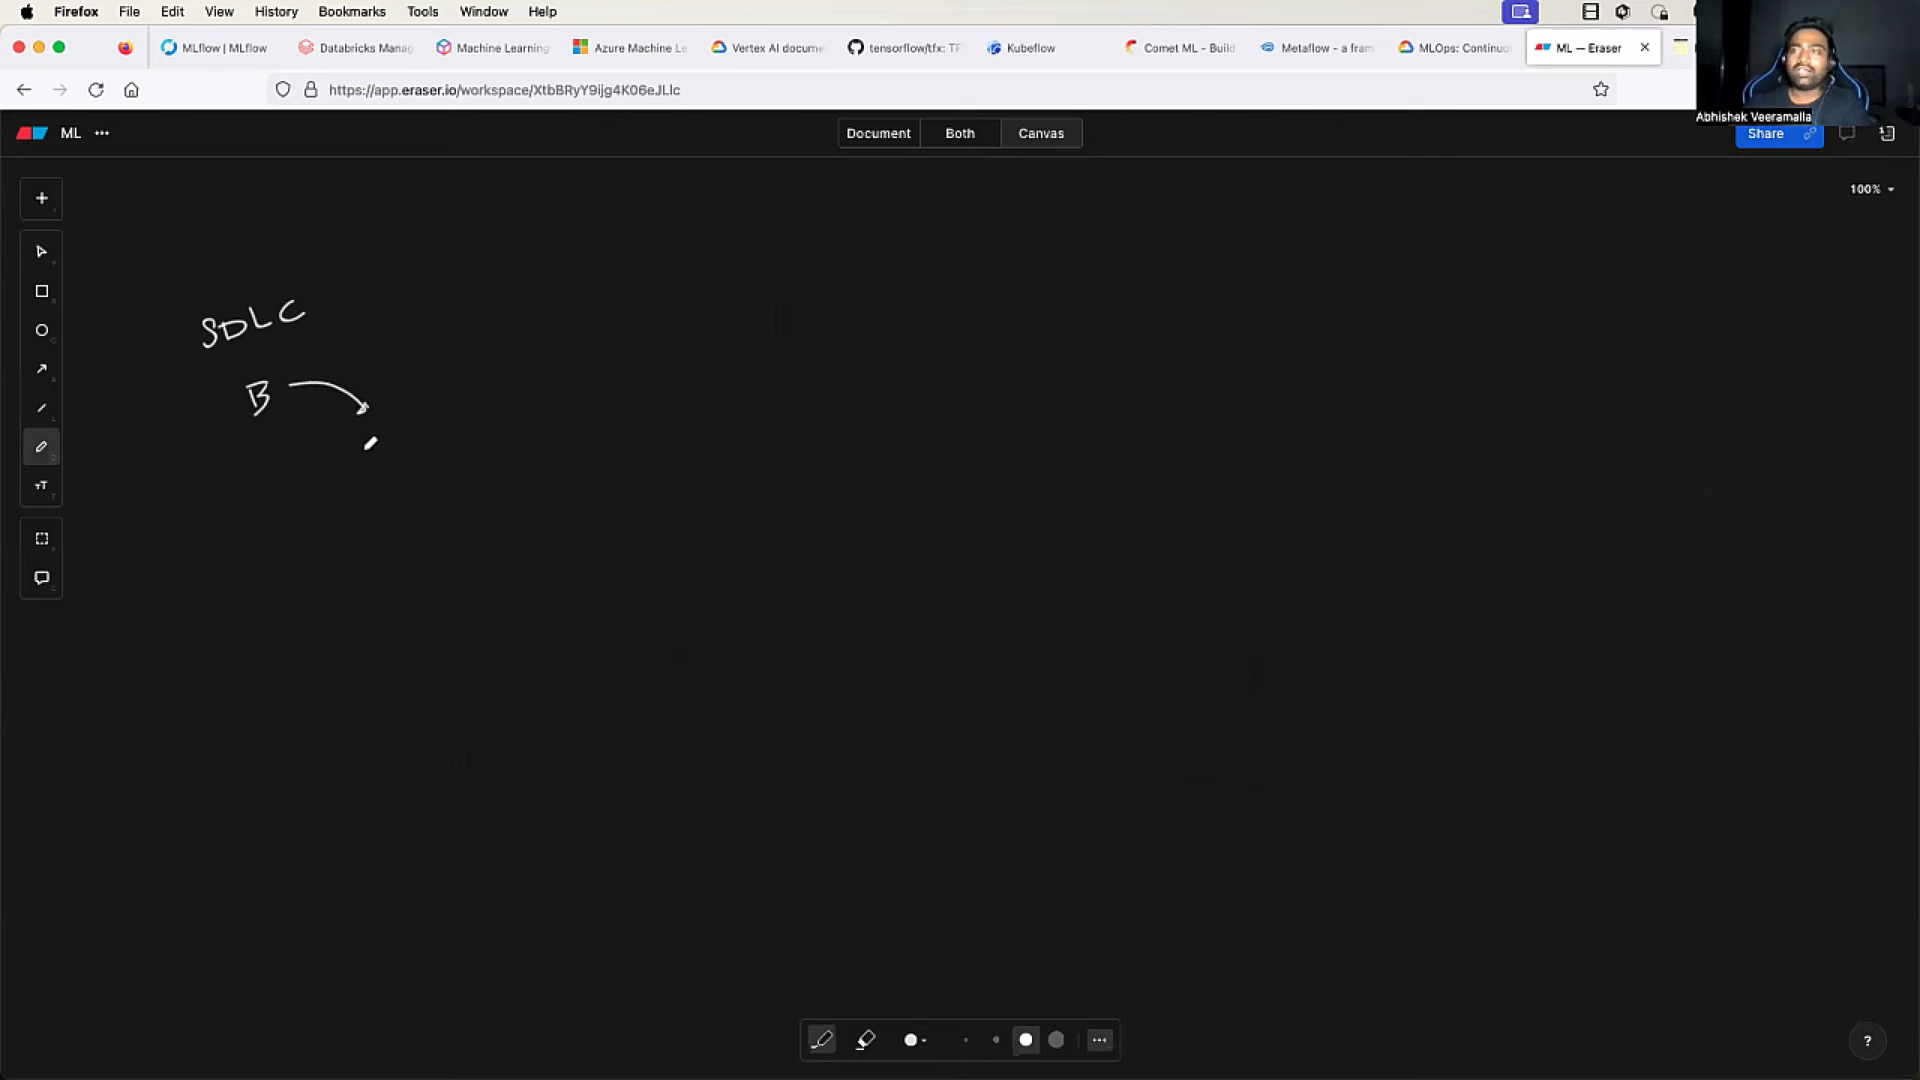 Firefox File Edit View History Bookmarks Tools Window Help
MLflow | MLflow Databricks Manag Machine Learning Azure Machine Le Vertex AI docume tensorflow/tfx: TF Kubeflow Comet ML - Build Metaflow - a fram MLOps: Continuo ML — Eraser
https://app.eraser.io/workspace/XtbBRyY9ijg4K06eJLlc
Abhishek Veeramalla
ML Document Both Canvas Share
100%
SDLC
B
TT
?